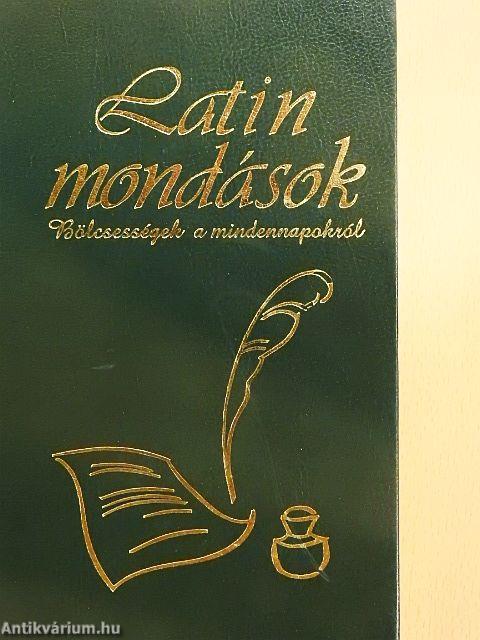 Latin
mondások
Bölcsességek a mindennapokról
Antikvárium.hu